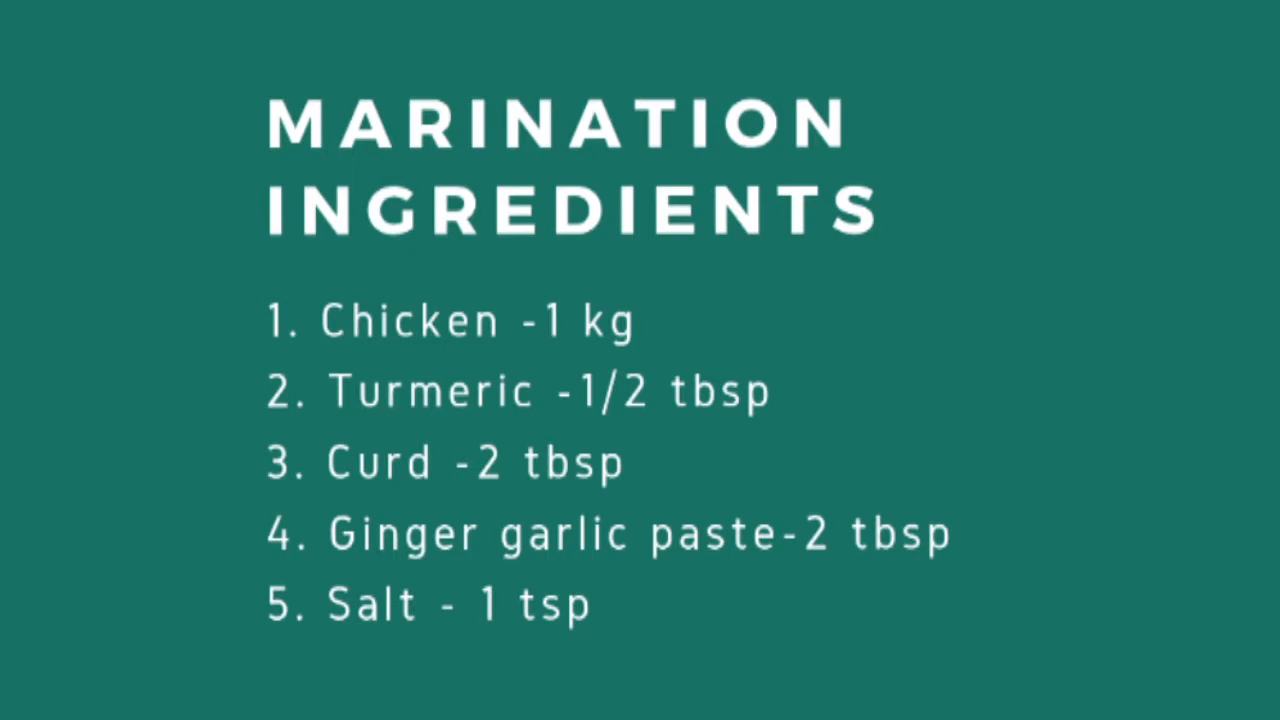 MARINATION
INGREDIENTS
1. Chicken -1 kg
2. Turmeric -1/2 tbsp
3. Curd -2 tbsp
4. Ginger garlic paste-2 tbsp
5. Salt - 1 tsp